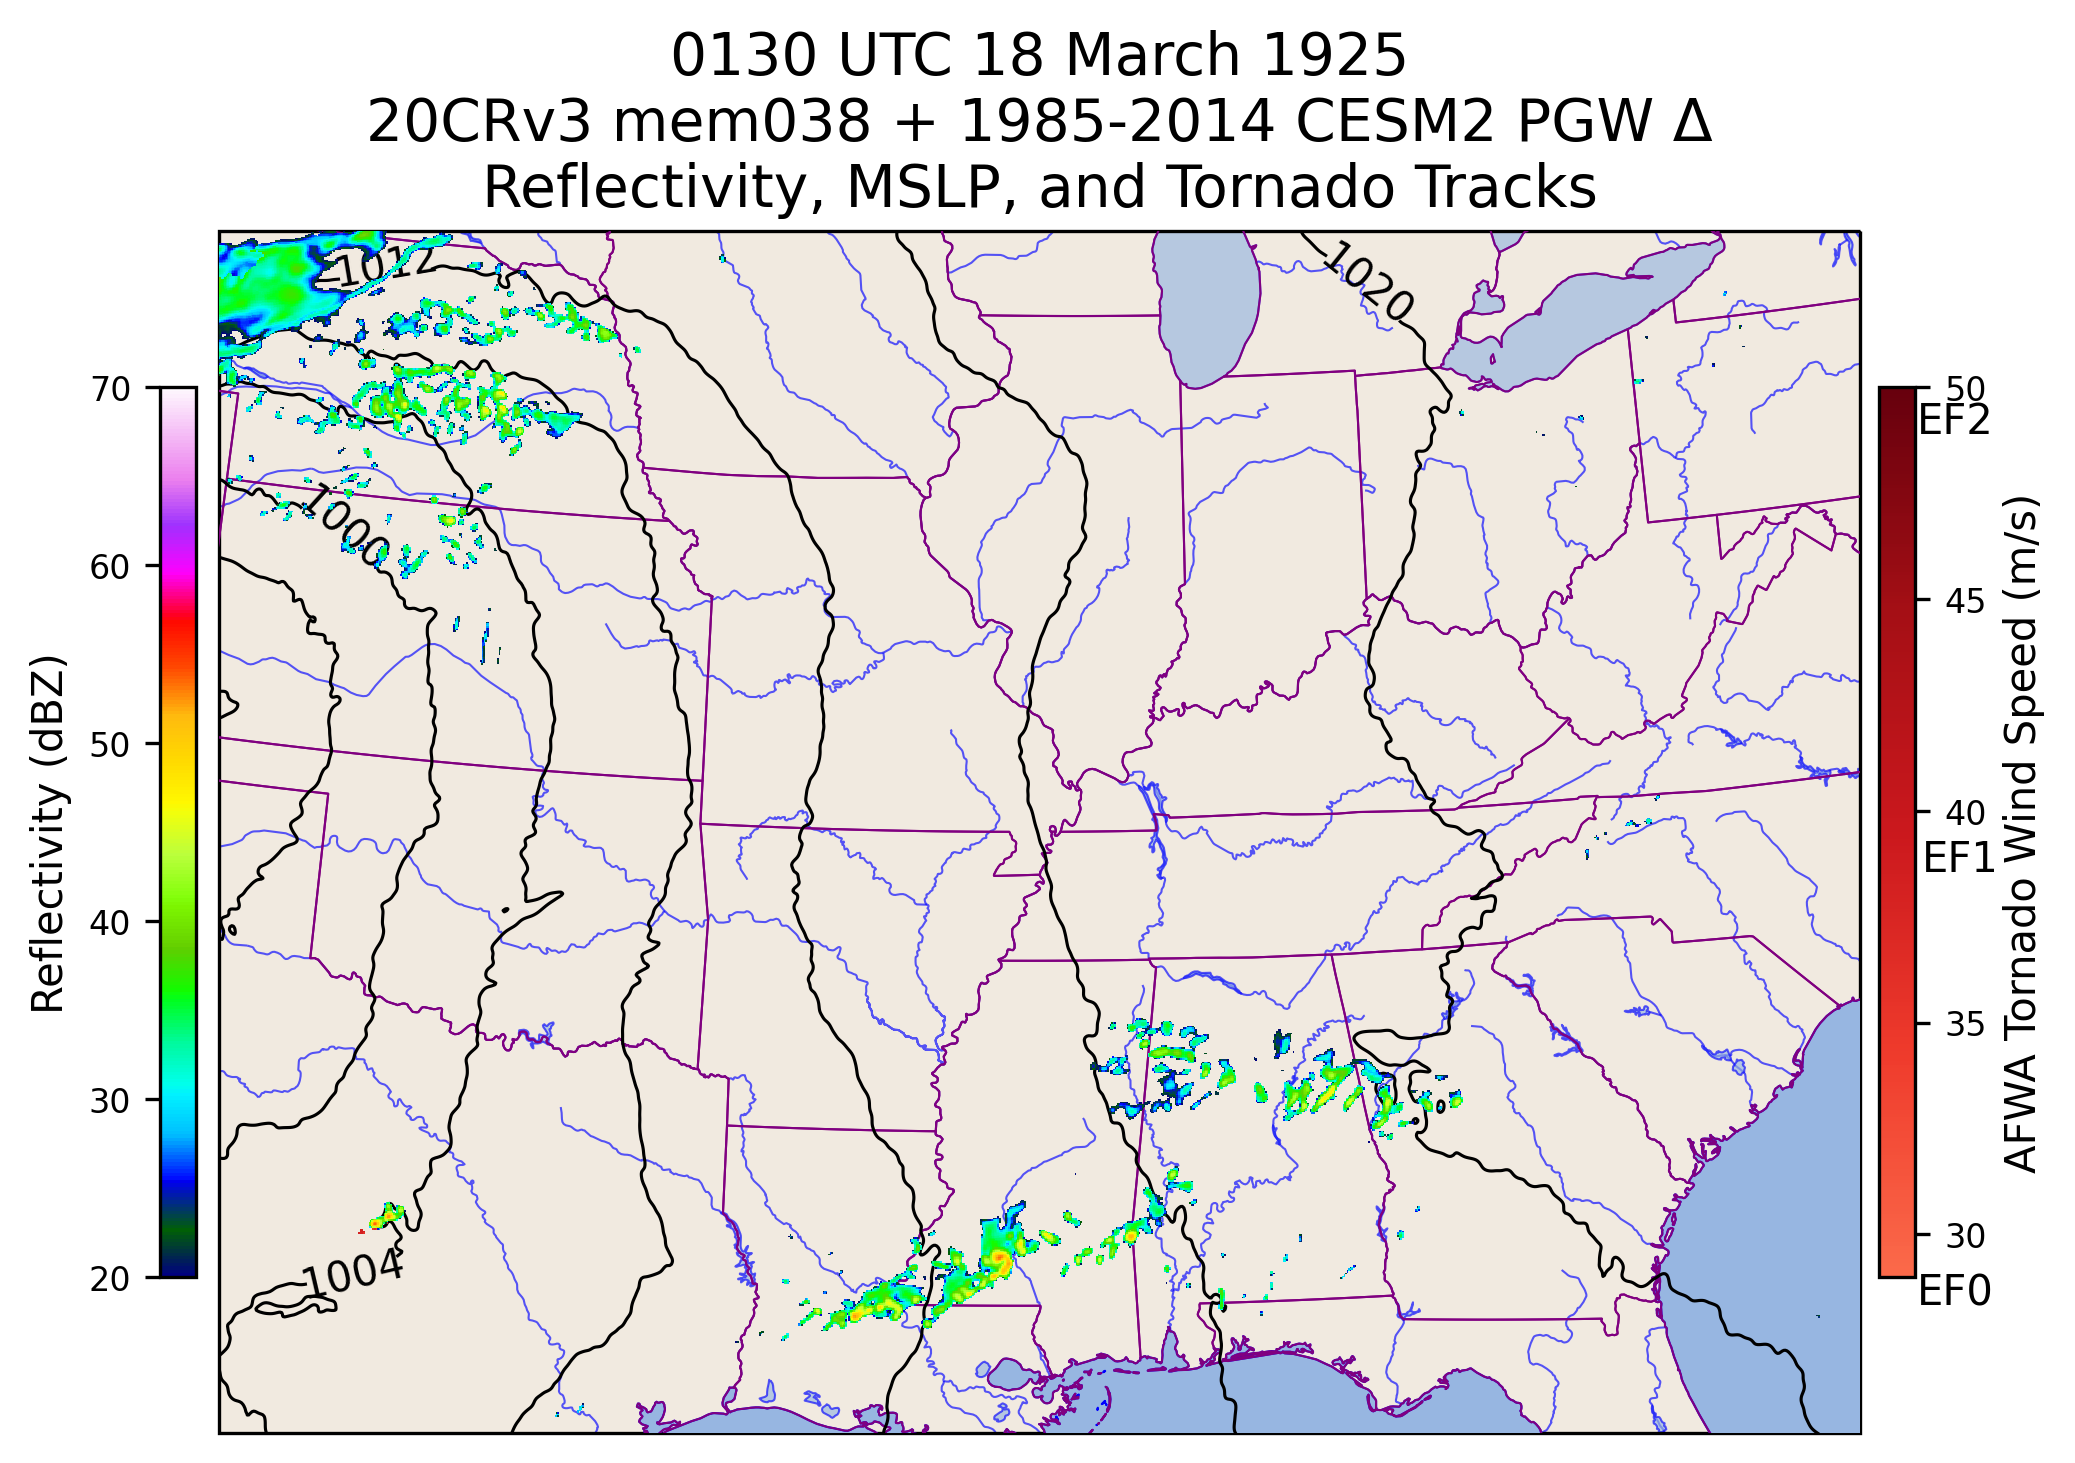 0130 UTC 18 March 1925
20CRv3 mem038 + 1985-2014 CESM2 PGW Δ
Reflectivity, MSLP, and Tornado Tracks
1012
1020
1000
1004
70
60
50
40
30
20
Reflectivity (dBZ)
50
EF2
45
40
EF1
35
30
EF0
AFWA Tornado Wind Speed (m/s)